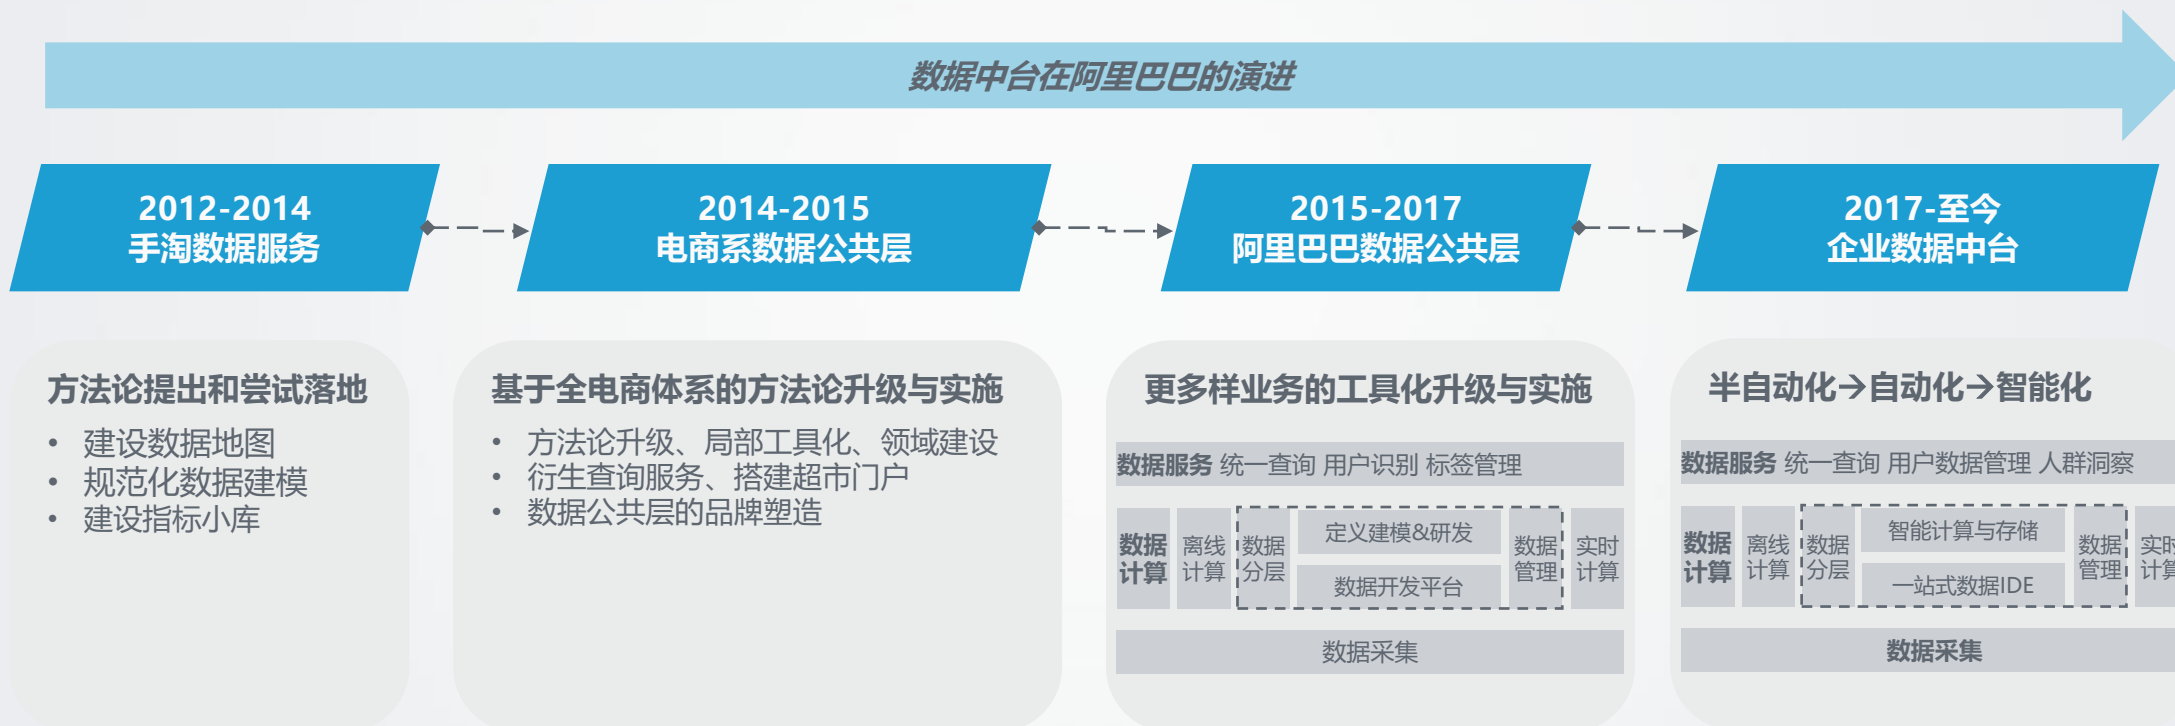 数据中台在阿里巴巴的演进
2012-2014
手淘数据服务
2014-2015
电商系数据公共层
2015-2017
阿里巴巴数据公共层
2017-至今
企业数据中台
方法论提出和尝试落地
• 建设数据地图
• 规范化数据建模
• 建设指标小库
基于全电商体系的方法论升级与实施
• 方法论升级、局部工具化、领域建设
• 衍生查询服务、搭建超市门户
• 数据公共层的品牌塑造
更多样业务的工具化升级与实施
数据服务 统一查询 用户识别 标签管理
数据
计算
离线
计算
数据
分层
定义建模&研发
数据开发平台
数据
管理
实时
计算
数据采集
半自动化→自动化→智能化
数据服务 统一查询 用户数据管理 人群洞察
数据
计算
离线
计算
数据
分层
智能计算与存储
一站式数据IDE
数据
管理
实时
计算
数据采集